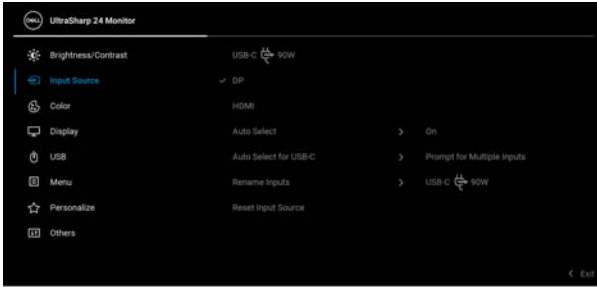 DELL UltraSharp 24 Monitor
Brightness/Contrast USB-C 90W
Input Source ✓ DP
Color HDMI
Display Auto Select > On
USB Auto Select for USB-C > Prompt for Multiple Inputs
Menu Rename Inputs > USB-C 90W
Personalize Reset Input Source
Others
< Exit